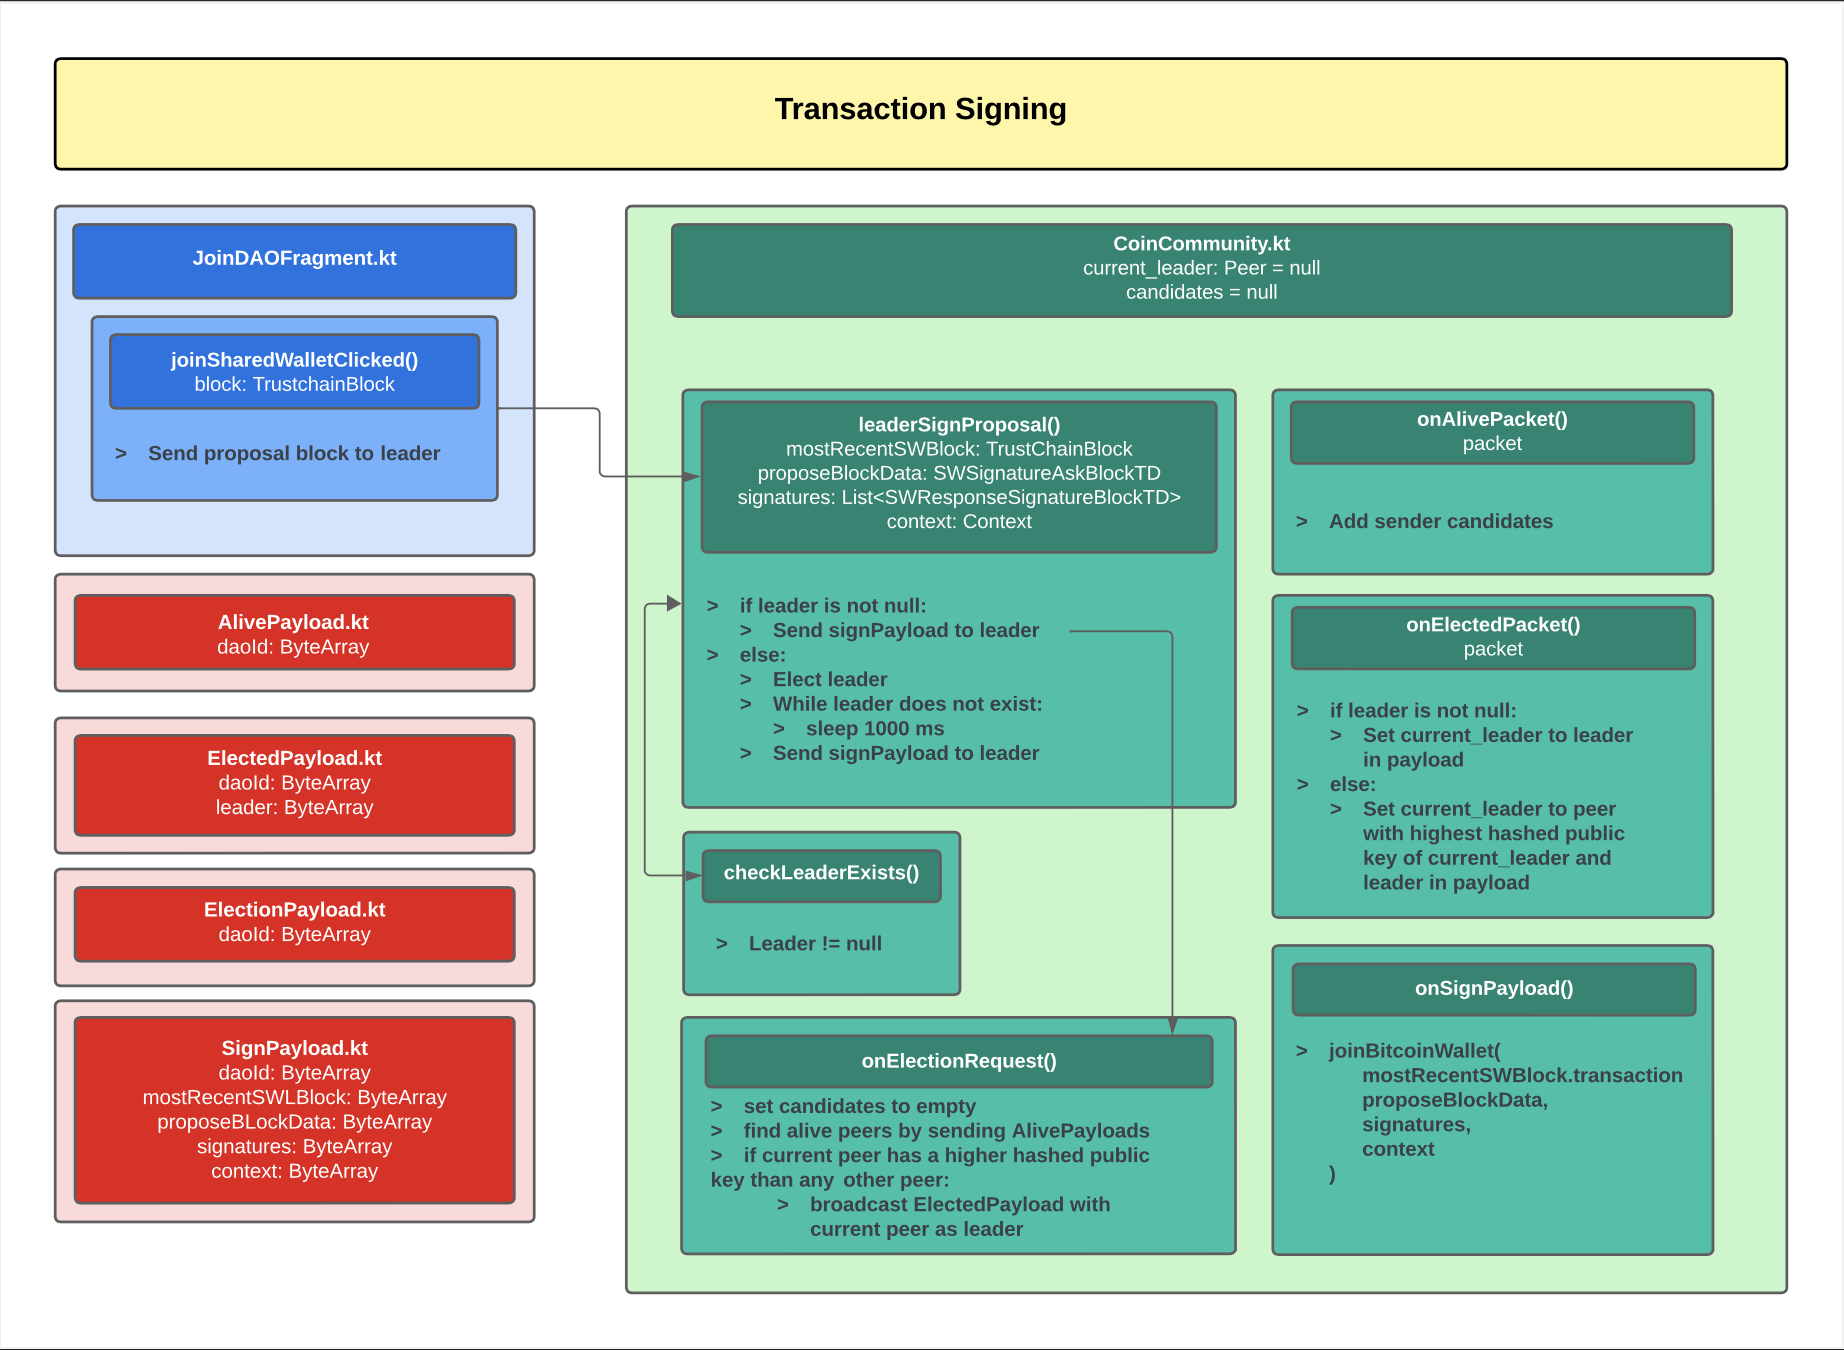 Transaction Signing
JoinDAOFragment.kt
joinSharedWalletClicked()
block: TrustchainBlock
> Send proposal block to leader
AlivePayload.kt
daoId: ByteArray
ElectedPayload.kt
daoId: ByteArray
leader: ByteArray
ElectionPayload.kt
daoId: ByteArray
SignPayload.kt
daoId: ByteArray
mostRecentSWLBlock: ByteArray
proposeBLockData: ByteArray
signatures: ByteArray
context: ByteArray
CoinCommunity.kt
current_leader: Peer = null
candidates = null
leaderSignProposal()
mostRecentSWBlock: TrustChainBlock
proposeBlockData: SWSignatureAskBlockTD
signatures: List<SWResponseSignatureBlockTD>
context: Context
> if leader is not null:
> Send signPayload to leader
> else:
> Elect leader
> While leader does not exist:
> sleep 1000 ms
> Send signPayload to leader
checkLeaderExists()
> Leader != null
onElectionRequest()
> set candidates to empty
> find alive peers by sending AlivePayloads
> if current peer has a higher hashed public
key than any other peer:
> broadcast ElectedPayload with
current peer as leader
onAlivePacket()
packet
> Add sender candidates
onElectedPacket()
packet
> if leader is not null:
> Set current_leader to leader
in payload
> else:
> Set current_leader to peer
with highest hashed public
key of current_leader and
leader in payload
onSignPayload()
> joinBitcoinWallet(
mostRecentSWBlock.transaction
proposeBlockData,
signatures,
context
)